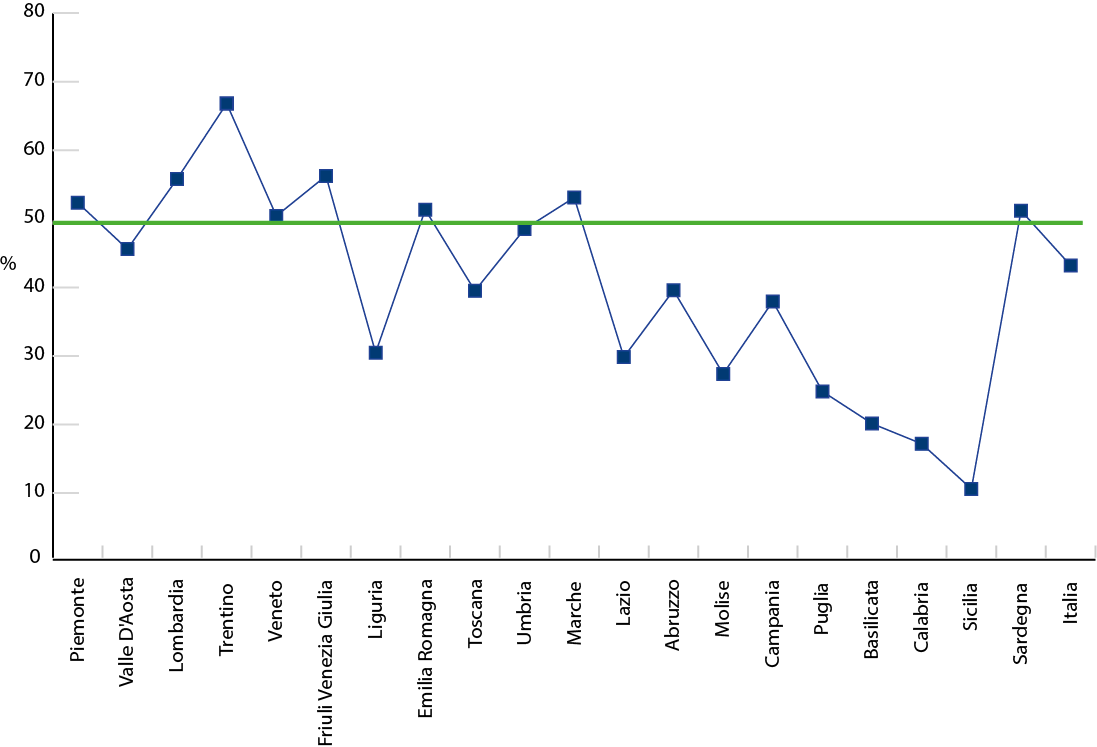 80
70
60
50
%
40
30
20
10
0
Piemonte
Valle D'Aosta
Lombardia
Trentino
Veneto
Friuli Venezia Giulia
Liguria
Emilia Romagna
Toscana
Umbria
Marche
Lazio
Abruzzo
Molise
Campania
Puglia
Basilicata
Calabria
Sicilia
Sardegna
Italia